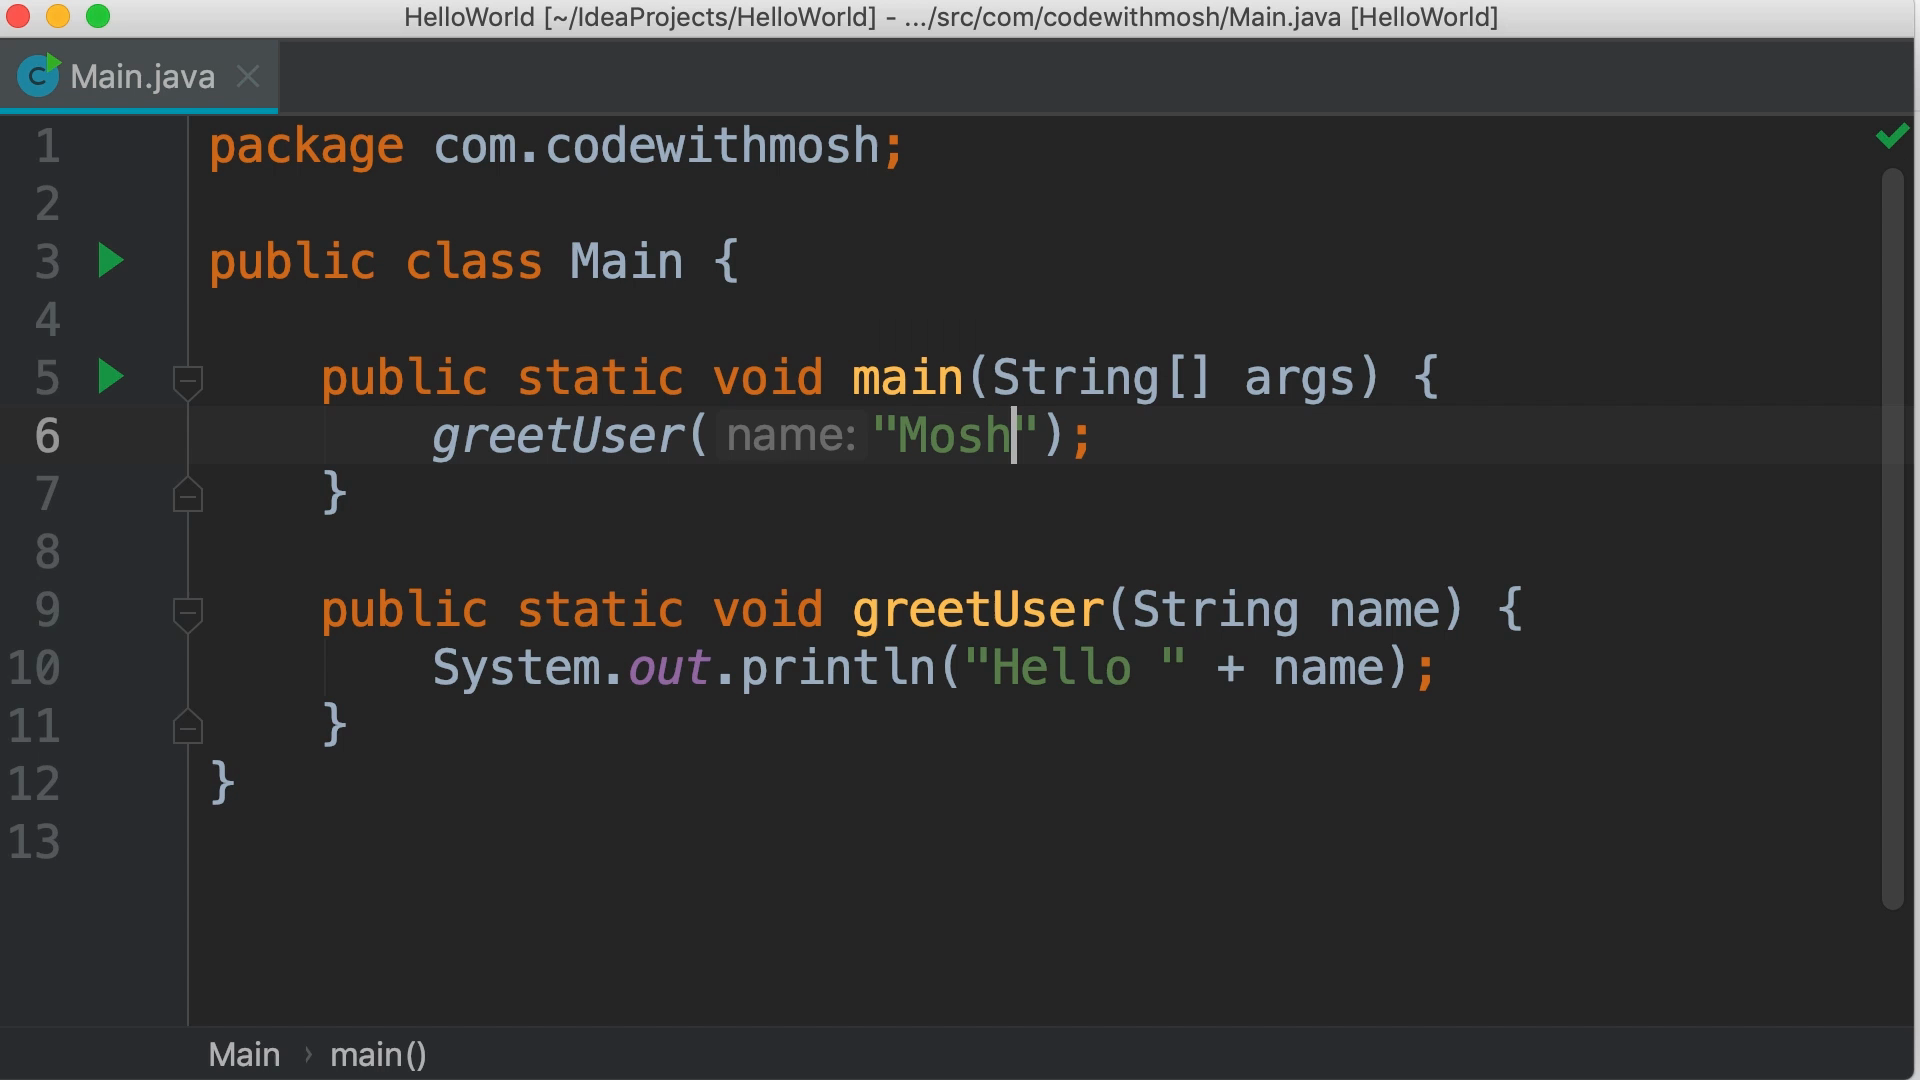 HelloWorld [~/IdeaProjects/HelloWorld] - .../src/com/codewithmosh/Main.java [HelloWorld]
C Main.java
1 package com.codewithmosh;
2
3 public class Main {
4
5 public static void main(String[] args) {
6 greetUser( name: "Mosh");
7 }
8
9 public static void greetUser(String name) {
10 System.out.println("Hello " + name);
11 }
12 }
13
Main › main()